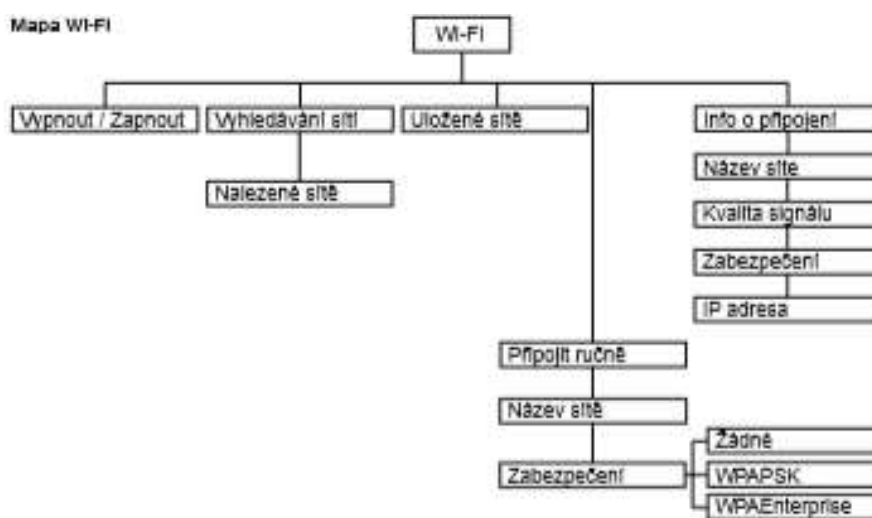 Mapa WI-FI
WI-FI
Vypnout / Zapnout
Vyhledávání sítí
Uložené sítě
Info o připojení
Nalezené sítě
Název síte
Kvalita signálu
Zabezpečení
IP adresa
Připojit ručně
Název sítě
Zabezpečení
Žádné
WPAPSK
WPAEnterprise